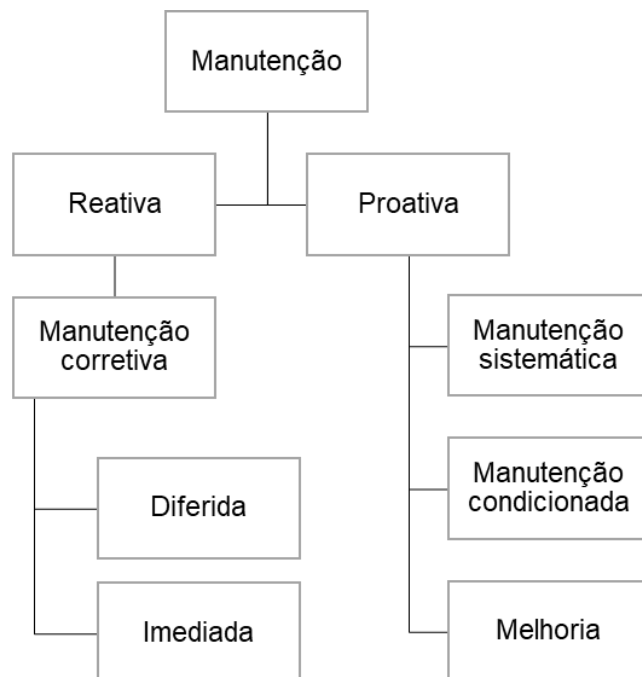 Manutenção
Reativa
Proativa
Manutenção
corretiva
Manutenção
sistemática
Manutenção
condicionada
Diferida
Imediada
Melhoria